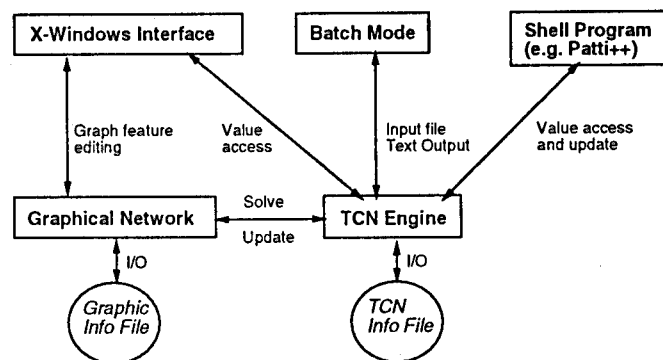 X-Windows Interface
Batch Mode
Shell Program
(e.g. Patti++)
Graph feature
editing
Value
access
Input file
Text Output
Value access
and update
Graphical Network
Solve
Update
TCN Engine
I/O
I/O
Graphic
Info File
TCN
Info File